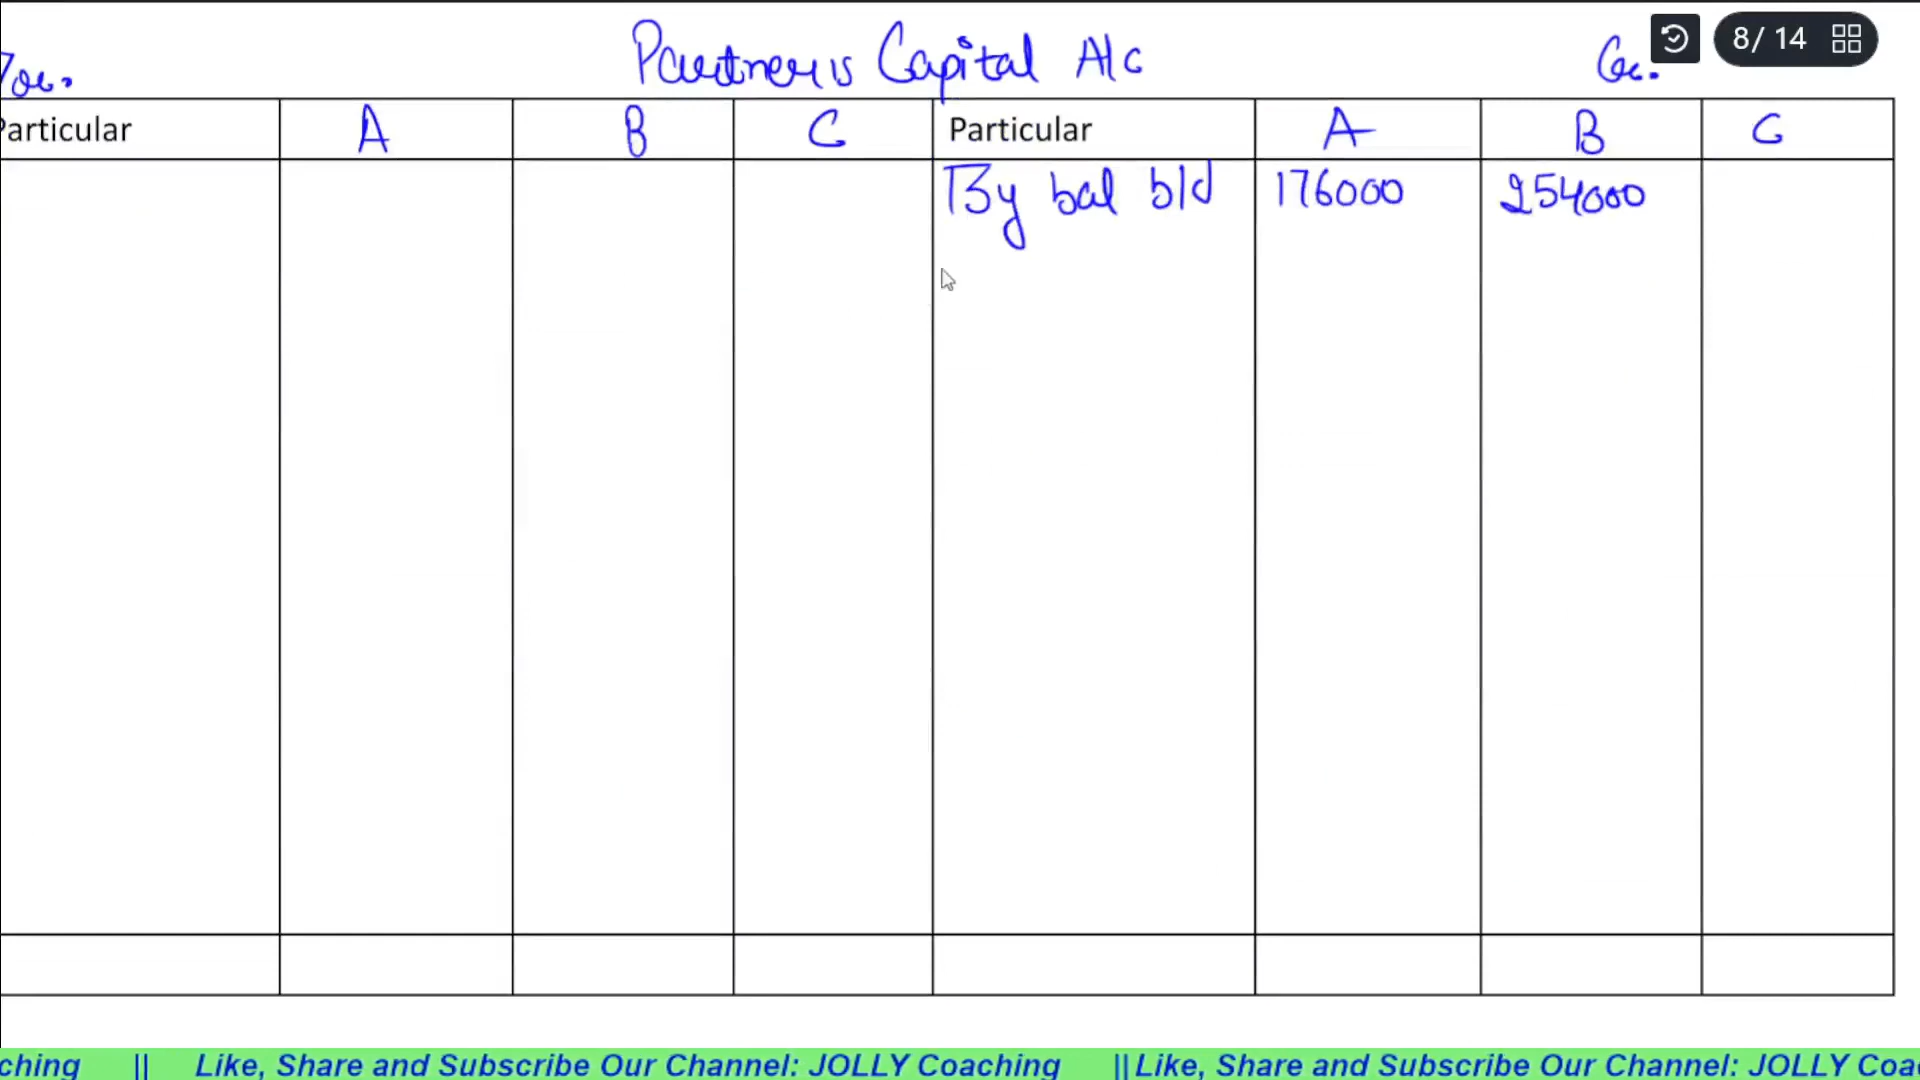 Partner's Capital A/c
Dr.
Cr.
8/ 14
Particular A B C Particular A B C
By bal b/d 176000 254000
ching || Like, Share and Subscribe Our Channel: JOLLY Coaching || Like, Share and Subscribe Our Channel: JOLLY Coa